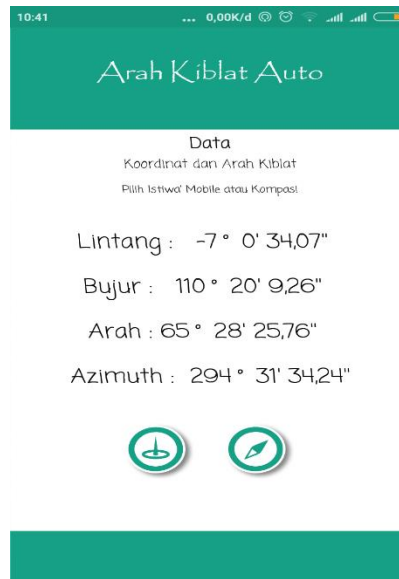 10:41 ... 0,00K/d
Arah Kiblat Auto
Data
Koordinat dan Arah Kiblat
Pilih Istiwa' Mobile atau Kompas!
Lintang : -7° 0' 34,07"
Bujur : 110° 20' 9,26"
Arah : 65° 28' 25,76"
Azimuth : 294° 31' 34,24"